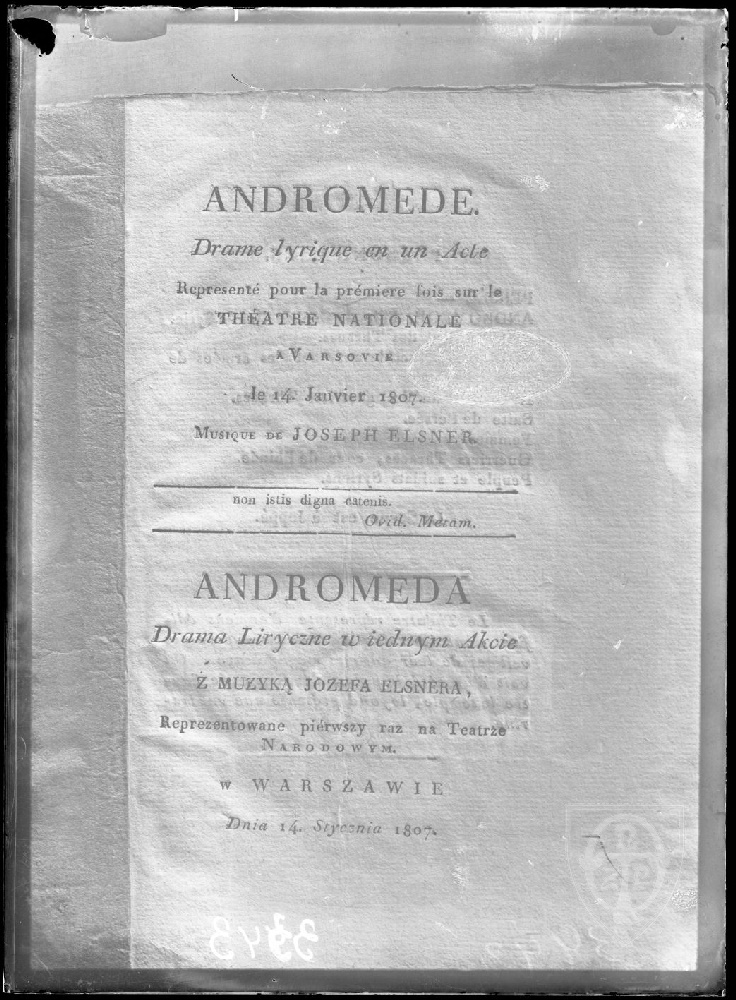 ANDROMEDE.
Drame lyrique en un Acte
Representé pour la prémiere fois sur le
THÉATRE NATIONALE
A VARSOVIE
le 14. Janvier 1807.
MUSIQUE DE JOSEPH ELSNER.
non istis digna catenis.
Ovid. Metam.
ANDROMEDA
Drama Liryczne w iednym Akcie
Z MUZYKĄ JOZEFA ELSNERA,
Reprezentowane piérwszy raz na Teatrze
NARODOWYM.
w WARSZAWIE
Dnia 14. Stycznia 1807.